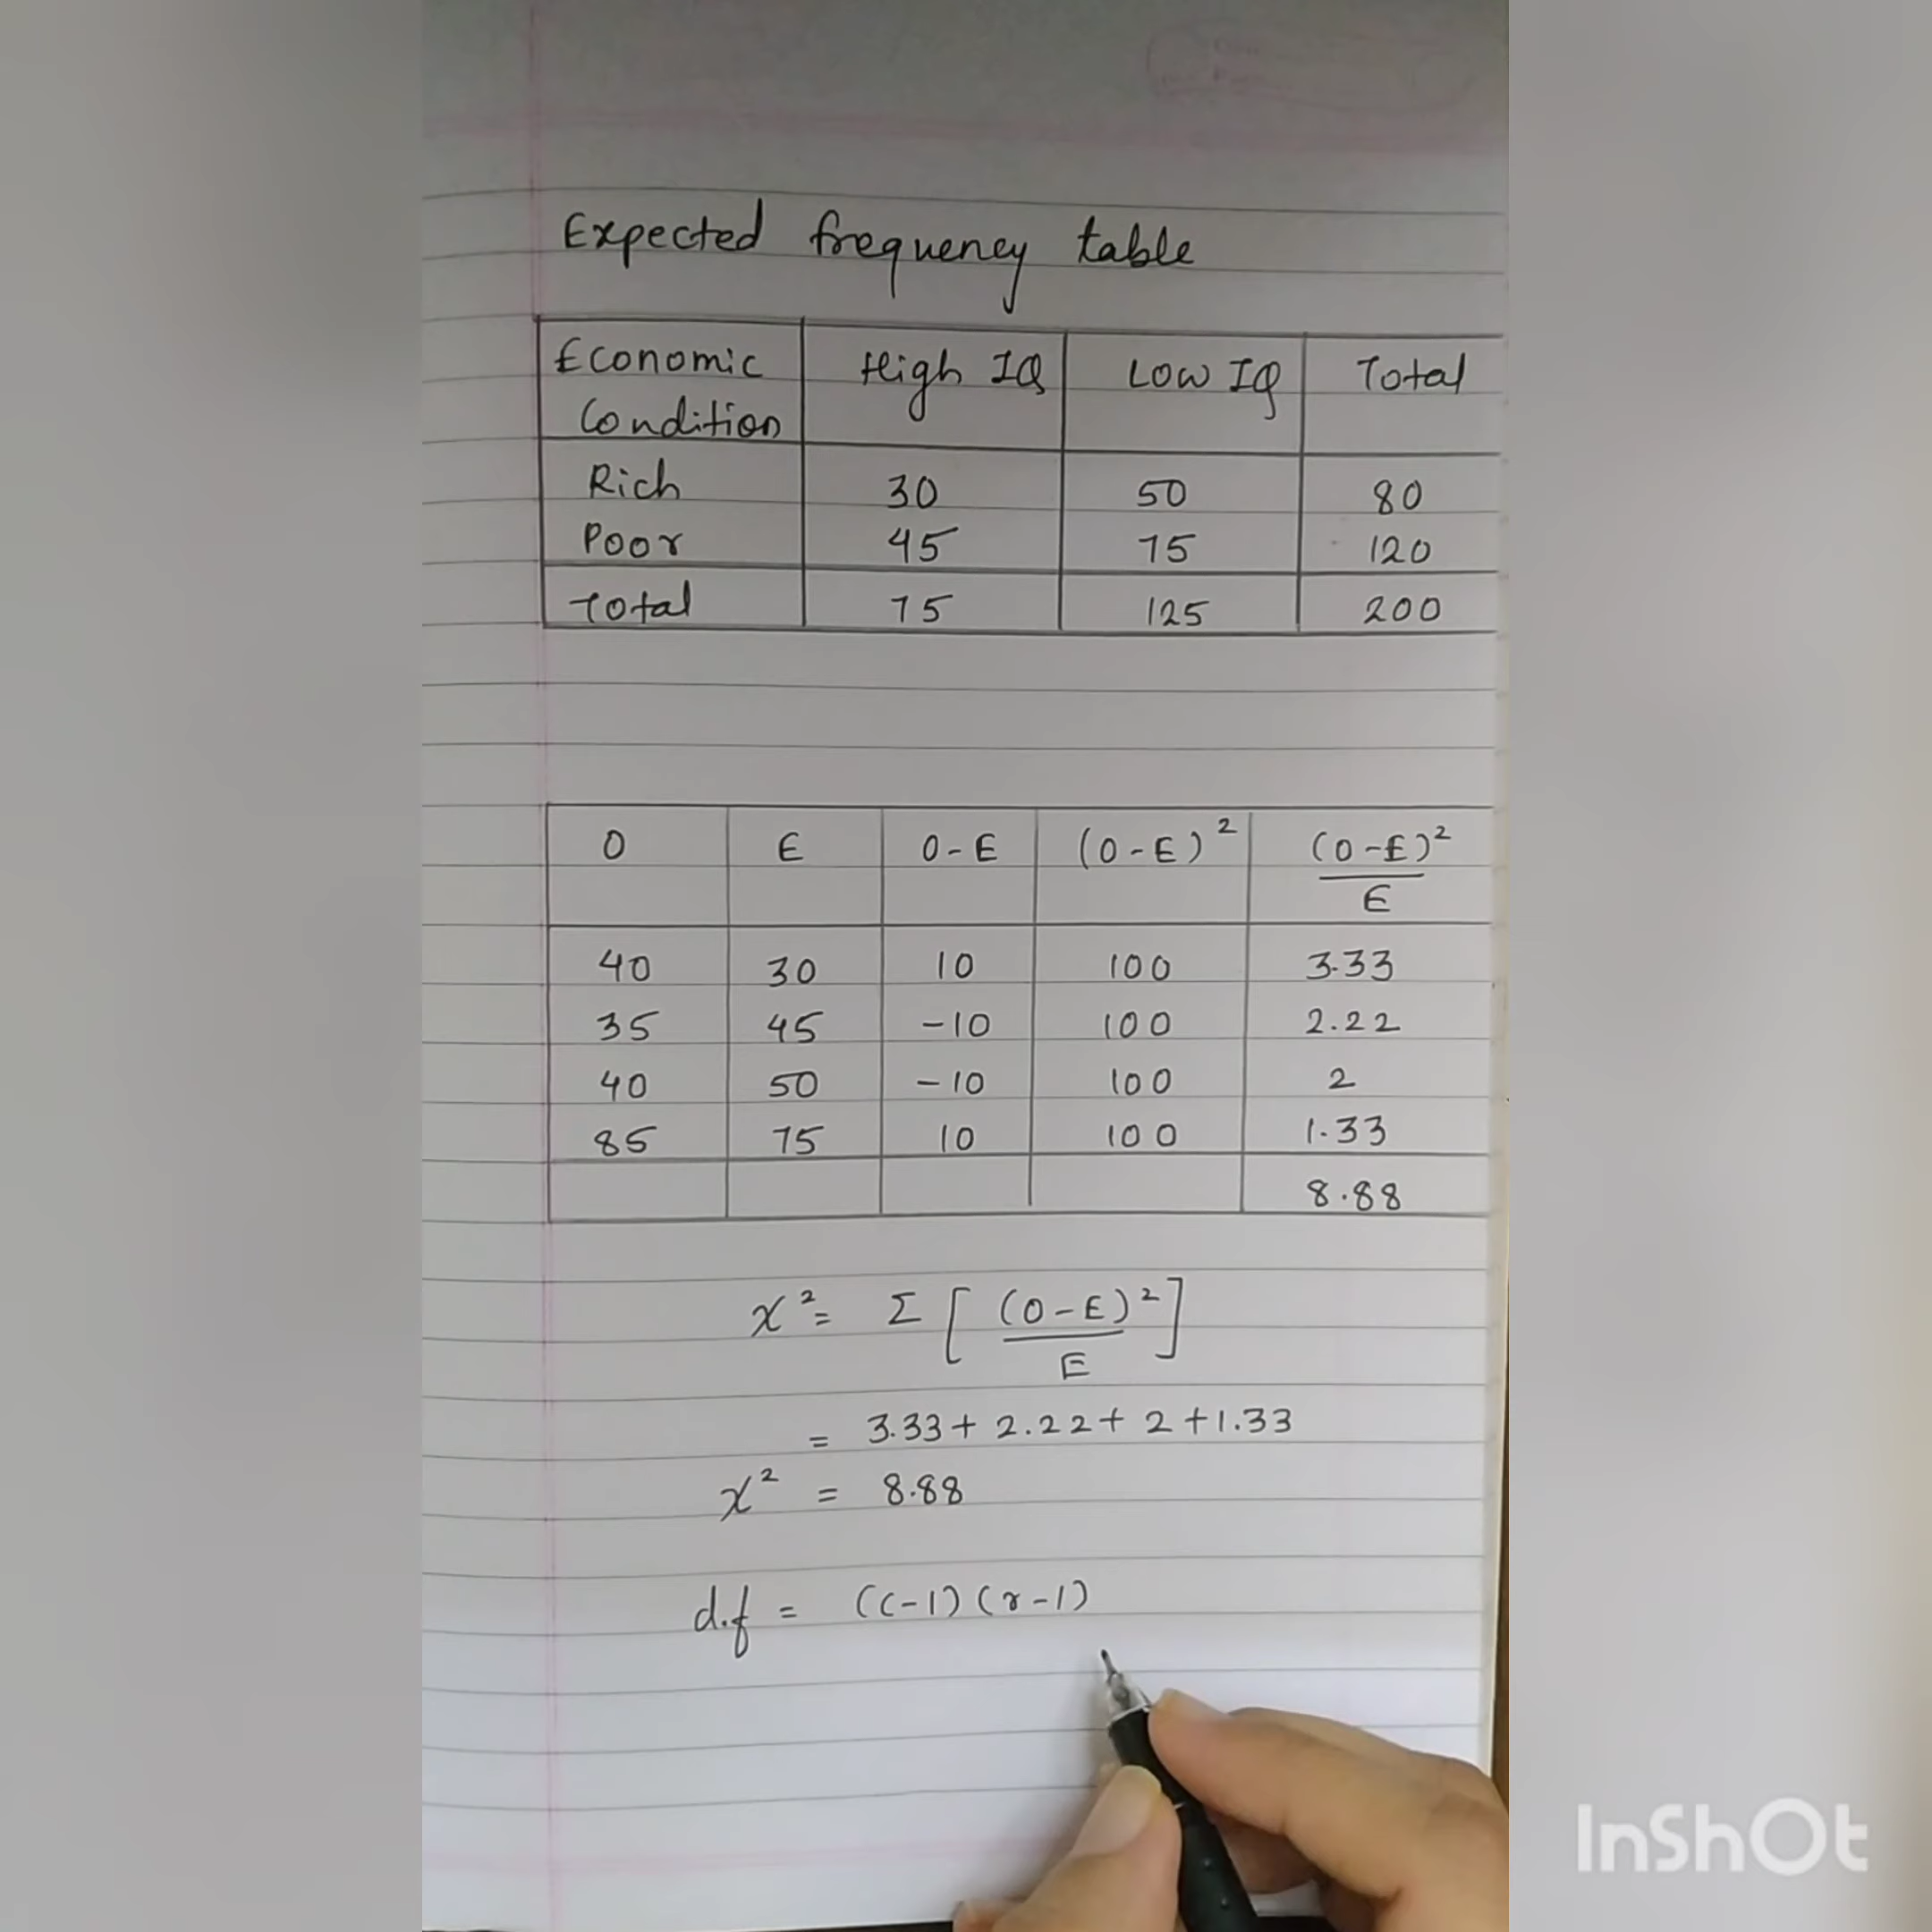 Expected frequency table
Economic Condition High IQ Low IQ Total
Rich 30 50 80
Poor 45 75 120
Total 75 125 200
O E O-E (O-E)² (O-E)²/E
40 30 10 100 3.33
35 45 -10 100 2.22
40 50 -10 100 2
85 75 10 100 1.33
8.88
χ² = Σ [(O-E)²/E]
= 3.33 + 2.22 + 2 + 1.33
χ² = 8.88
d.f = (c-1)(r-1)
InShOt